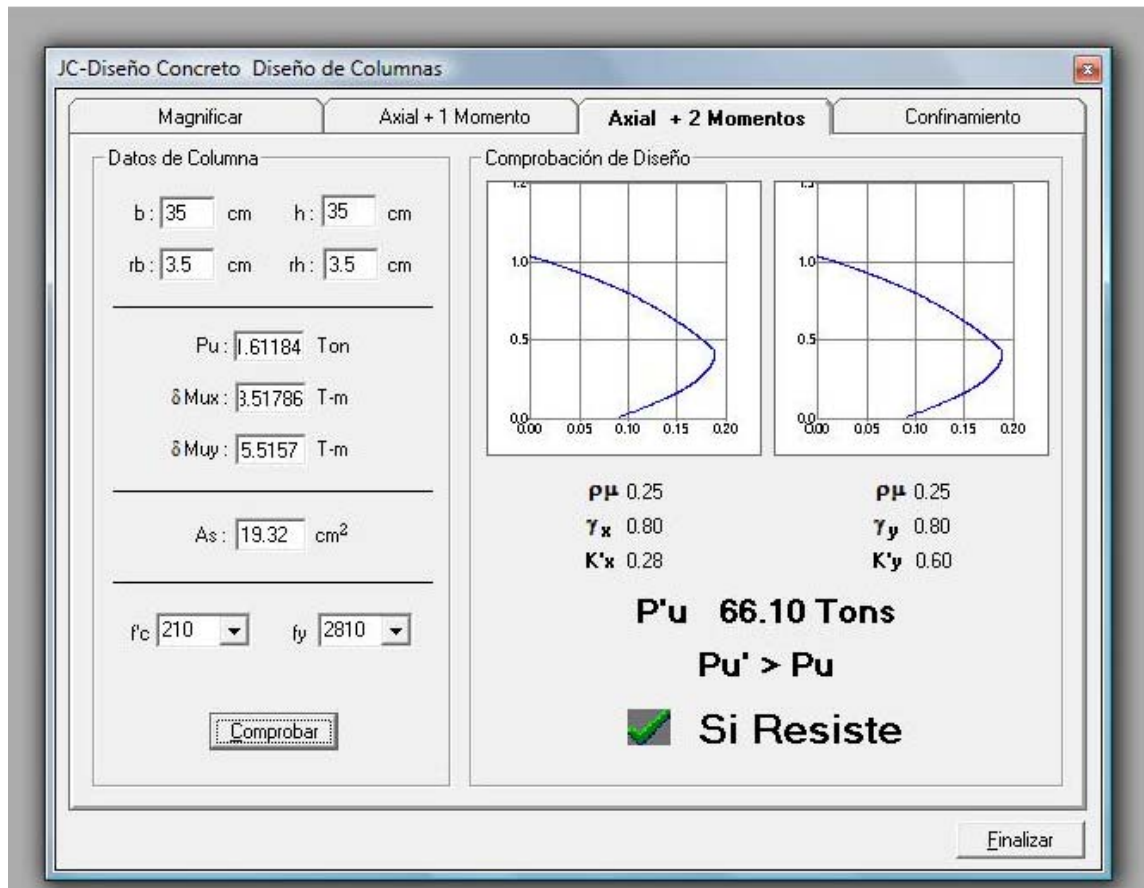 JC-Diseño Concreto Diseño de Columnas
Magnificar
Axial + 1 Momento
Axial + 2 Momentos
Confinamiento
Datos de Columna
b : 35 cm h : 35 cm
rb : 3.5 cm rh : 3.5 cm
Pu : .61184 Ton
δ Mux : 3.51786 T-m
δ Muy : 5.5157 T-m
As : 19.32 cm²
f'c 210 fy 2810
Comprobar
Comprobación de Diseño
1.0
0.5
0.0
0.00 0.05 0.10 0.15 0.20
1.0
0.5
0.0
0.00 0.05 0.10 0.15 0.20
ρμ 0.25
γx 0.80
K'x 0.28
ρμ 0.25
γy 0.80
K'y 0.60
P'u 66.10 Tons
Pu' > Pu
Si Resiste
Finalizar